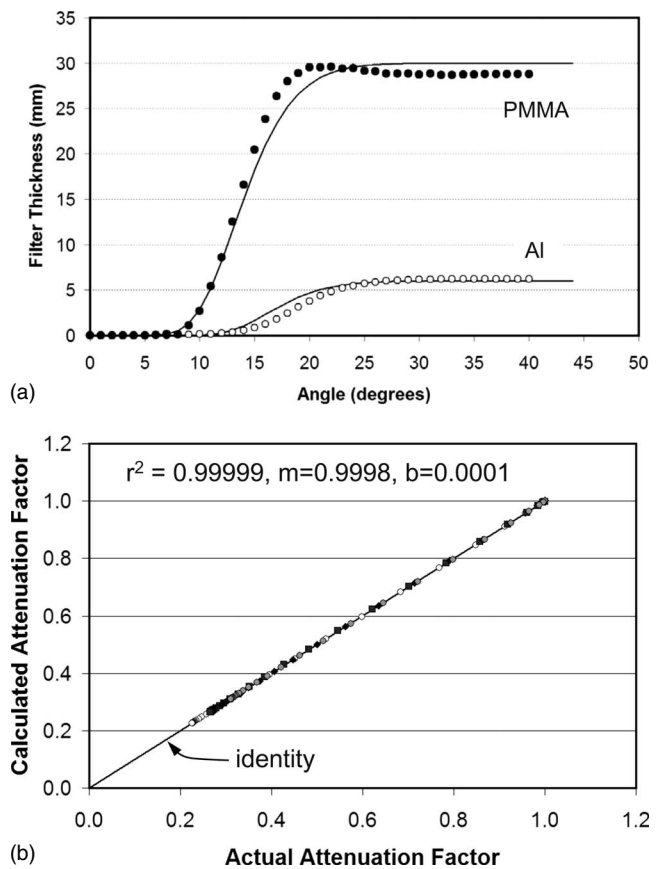 35
30
25
20
15
10
5
0
Filter Thickness (mm)
PMMA
Al
0 5 10 15 20 25 30 35 40 45 50
Angle (degrees)
(a)
1.2
1.0
0.8
0.6
0.4
0.2
0.0
Calculated Attenuation Factor
r² = 0.99999, m=0.9998, b=0.0001
identity
0.0 0.2 0.4 0.6 0.8 1.0 1.2
Actual Attenuation Factor
(b)